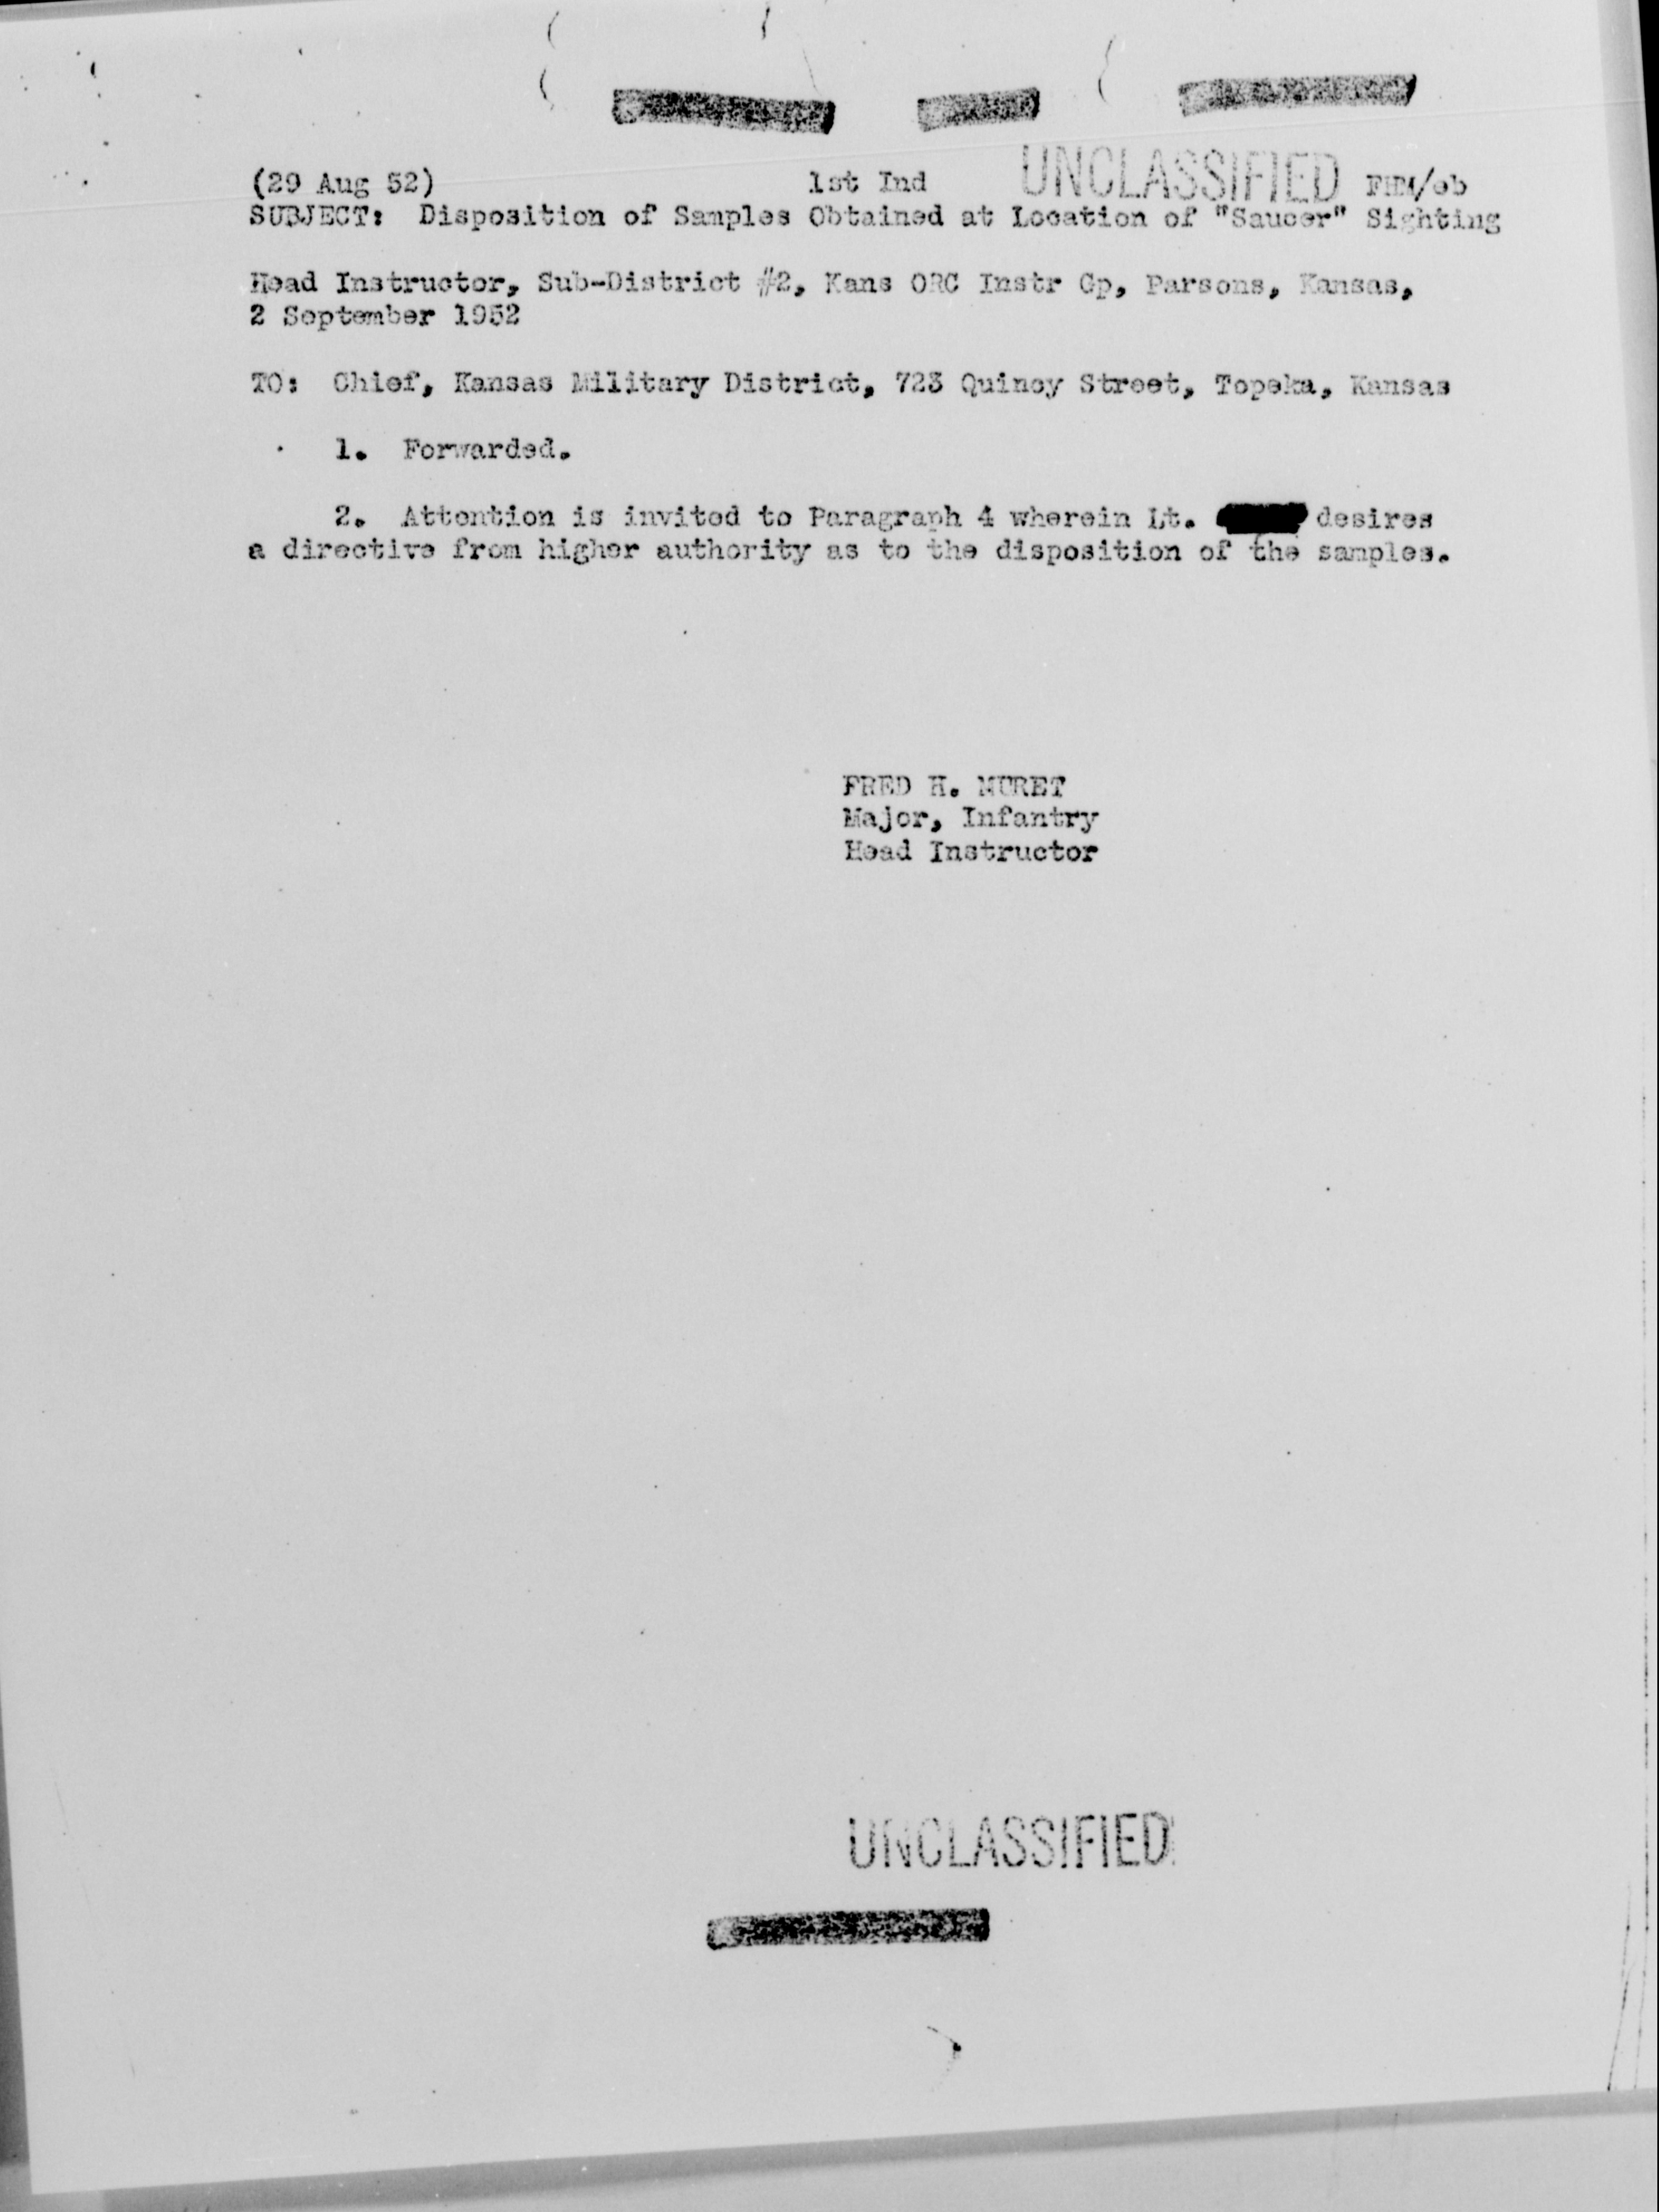 (29 Aug 52) 1st Ind UNCLASSIFIED FHM/eb
SUBJECT: Disposition of Samples Obtained at Location of "Saucer" Sighting
Head Instructor, Sub-District #2, Kans ORC Instr Gp, Parsons, Kansas,
2 September 1952
TO: Chief, Kansas Military District, 723 Quincy Street, Topeka, Kansas
1. Forwarded.
2. Attention is invited to Paragraph 4 wherein Lt. desires
a directive from higher authority as to the disposition of the samples.
FRED H. MURET
Major, Infantry
Head Instructor
UNCLASSIFIED